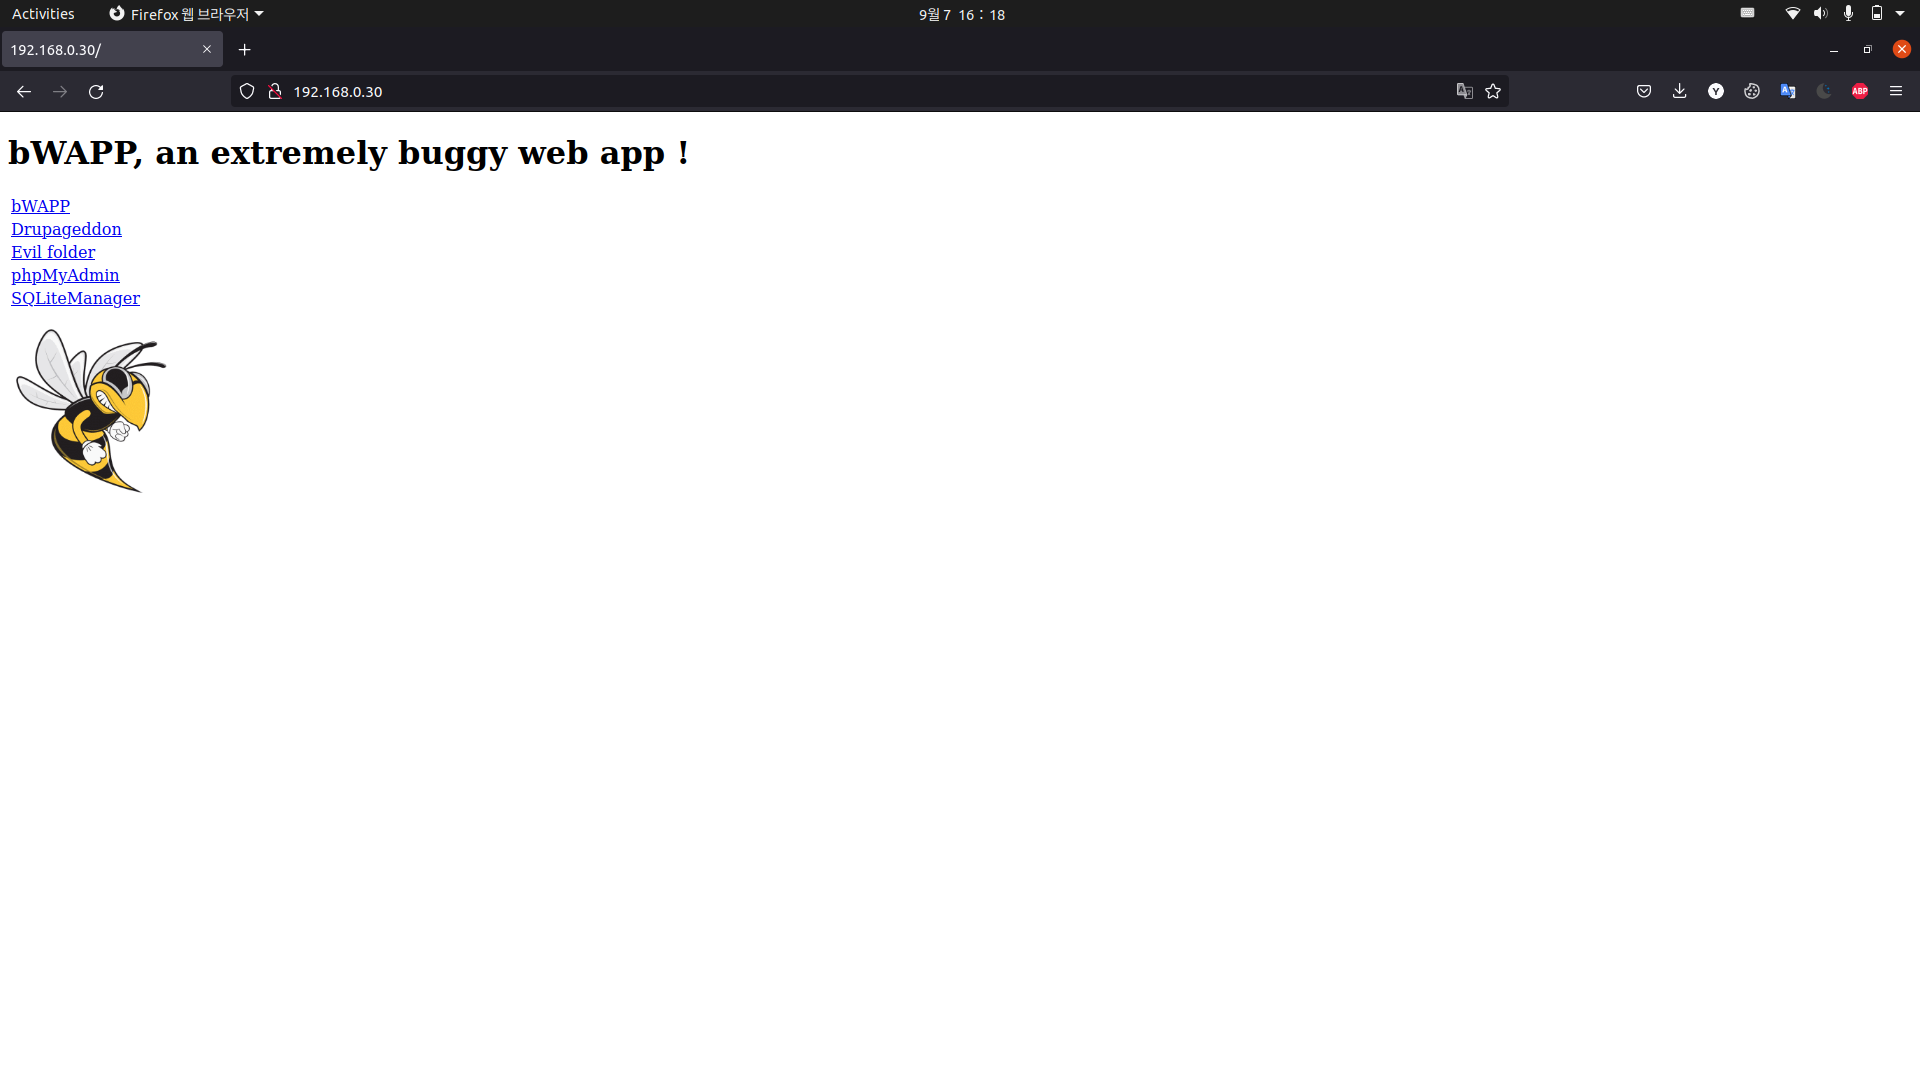 Activities Firefox 웹 브라우저 9월 7 16：18
192.168.0.30/
192.168.0.30 ABP
bWAPP, an extremely buggy web app !
bWAPP
Drupageddon
Evil folder
phpMyAdmin
SQLiteManager